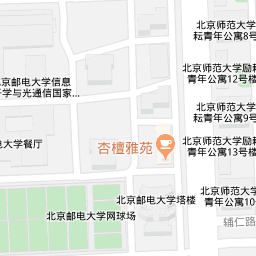 北京师范大学励
耘青年公寓8号
北京师范大学励耘
青年公寓12号楼
北京邮电大学信息
子学与光通信国家...
北京师范大学励
耘青年公寓9号
电大学餐厅
杏檀雅苑
北京师范大学励耘
青年公寓13号楼
北京邮电大学塔楼
北京师范大学
青年公寓10
北京邮电大学网球场
辅仁路